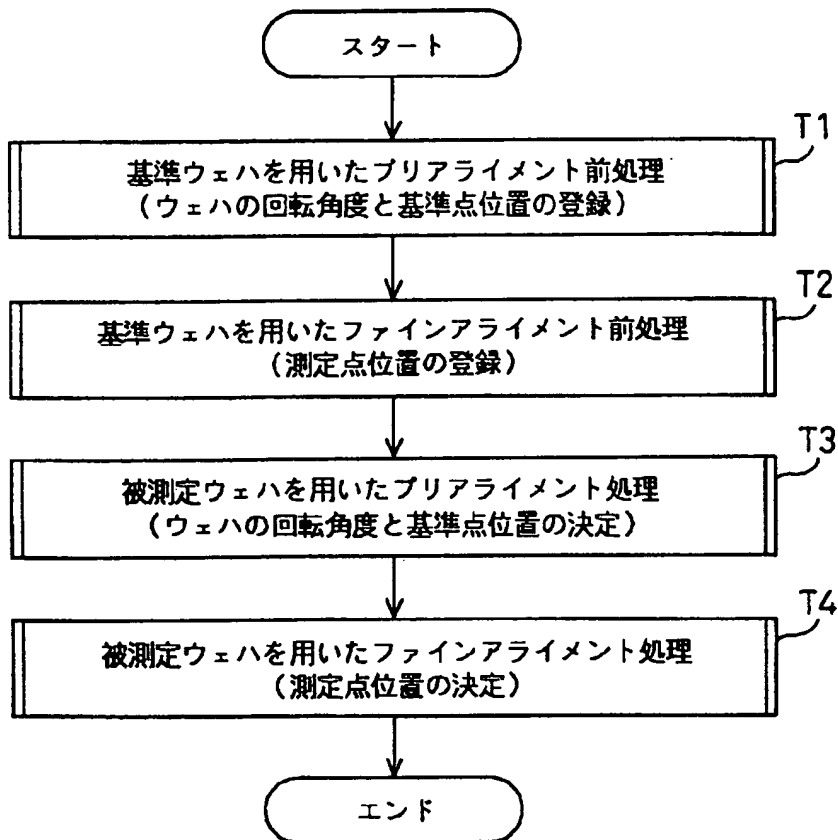 スタート
T1
基準ウェハを用いたプリアライメント前処理
(ウェハの回転角度と基準点位置の登録)
T2
基準ウェハを用いたファインアライメント前処理
(測定点位置の登録)
T3
被測定ウェハを用いたプリアライメント処理
(ウェハの回転角度と基準点位置の決定)
T4
被測定ウェハを用いたファインアライメント処理
(測定点位置の決定)
エンド